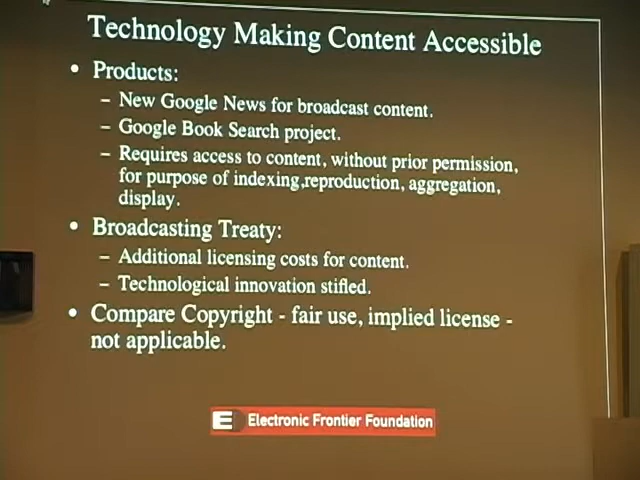 Technology Making Content Accessible
• Products:
– New Google News for broadcast content.
– Google Book Search project.
– Requires access to content, without prior permission,
for purpose of indexing,reproduction, aggregation,
display.
• Broadcasting Treaty:
– Additional licensing costs for content.
– Technological innovation stifled.
• Compare Copyright - fair use, implied license -
not applicable.
E Electronic Frontier Foundation